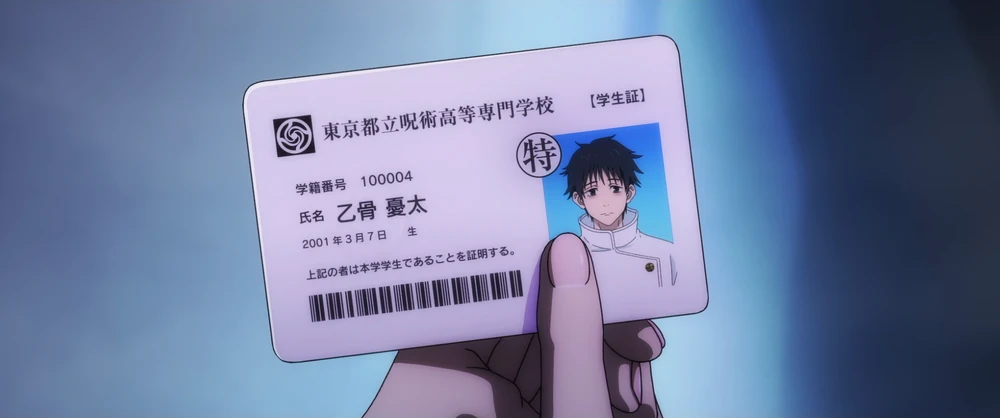 東京都立呪術高等専門学校
【学生証】
特
学籍番号 100004
氏名 乙骨 憂太
2001年3月7日 生
上記の者は本学学生であることを証明する。